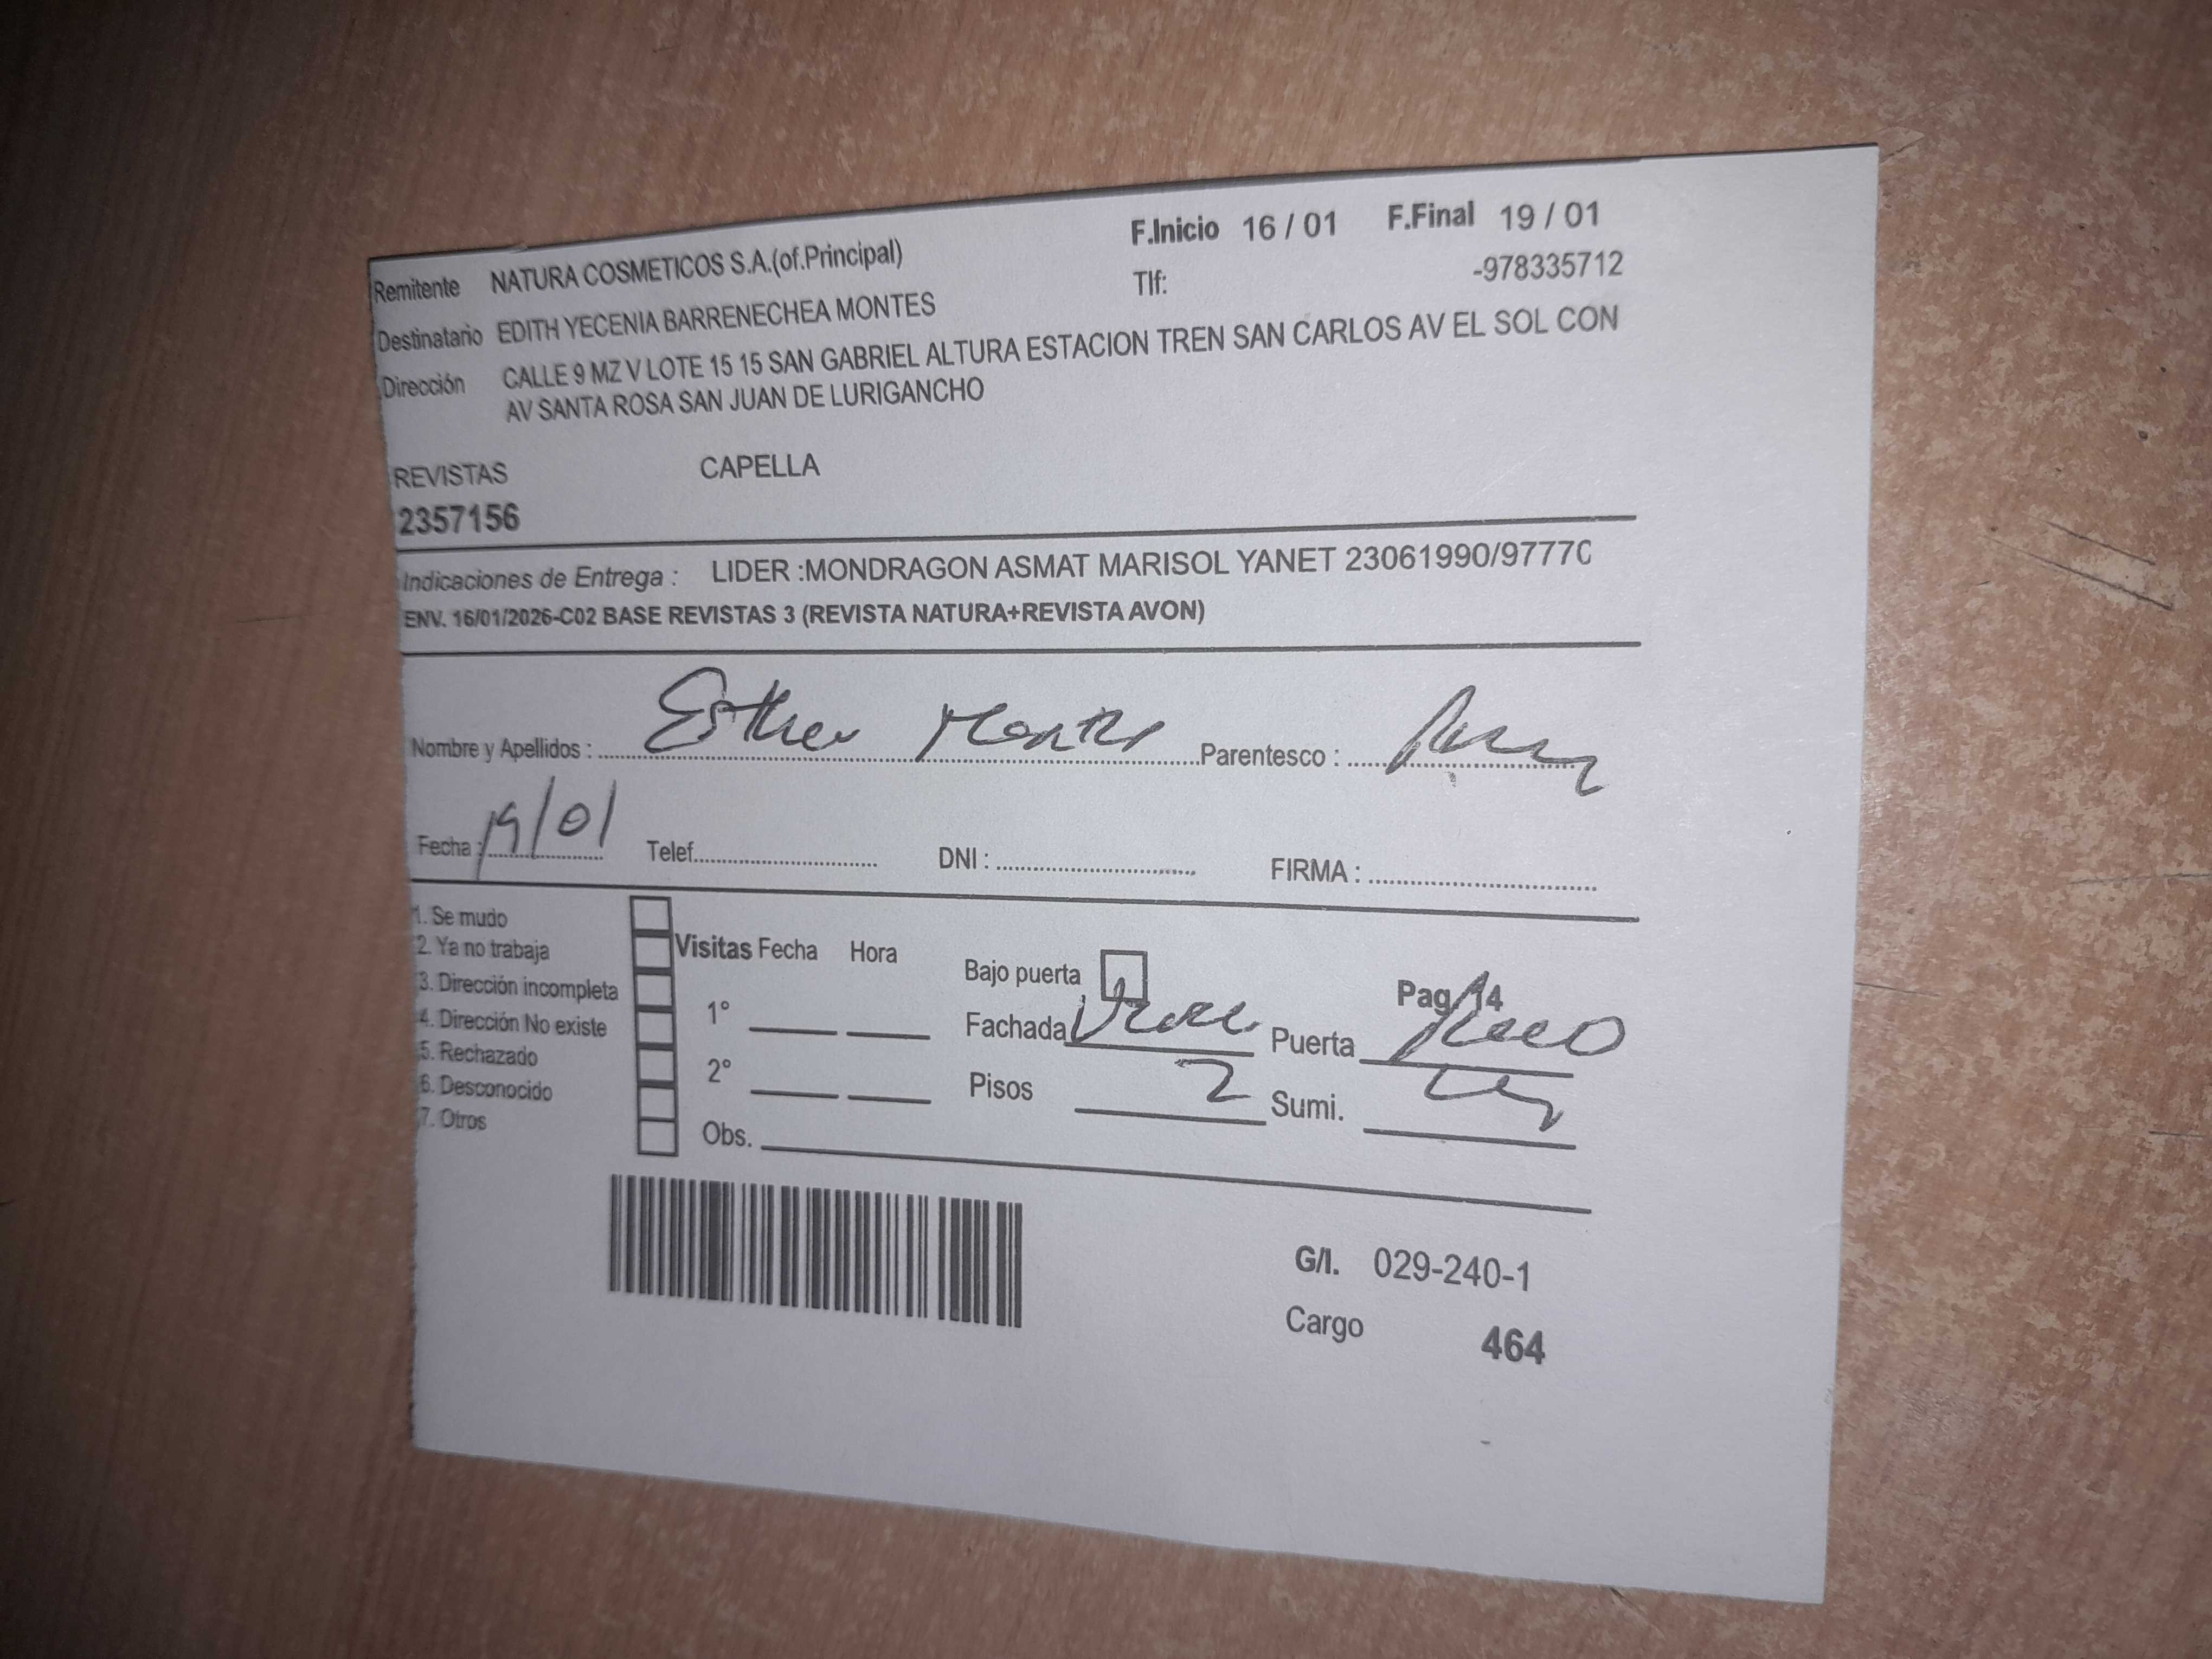 F.Inicio 16 / 01 F.Final 19 / 01
Remitente NATURA COSMETICOS S.A.(of.Principal)
Tlf: -978335712
Destinatario EDITH YECENIA BARRENECHEA MONTES
Dirección CALLE 9 MZ V LOTE 15 15 SAN GABRIEL ALTURA ESTACION TREN SAN CARLOS AV EL SOL CON
AV SANTA ROSA SAN JUAN DE LURIGANCHO
REVISTAS CAPELLA
2357156
Indicaciones de Entrega : LIDER :MONDRAGON ASMAT MARISOL YANET 23061990/9777
ENV. 16/01/2026-C02 BASE REVISTAS 3 (REVISTA NATURA+REVISTA AVON)
Nombre y Apellidos : Esther Montes Parentesco :
Fecha : 19/01 Telef. DNI : FIRMA :
1. Se mudo
2. Ya no trabaja
3. Dirección incompleta
4. Dirección No existe
5. Rechazado
6. Desconocido
7. Otros
Visitas Fecha Hora
1°
2°
Obs.
Bajo puerta Pag. 14
Fachada Puerta
Pisos 2 Sumi.
G/I. 029-240-1
Cargo 464